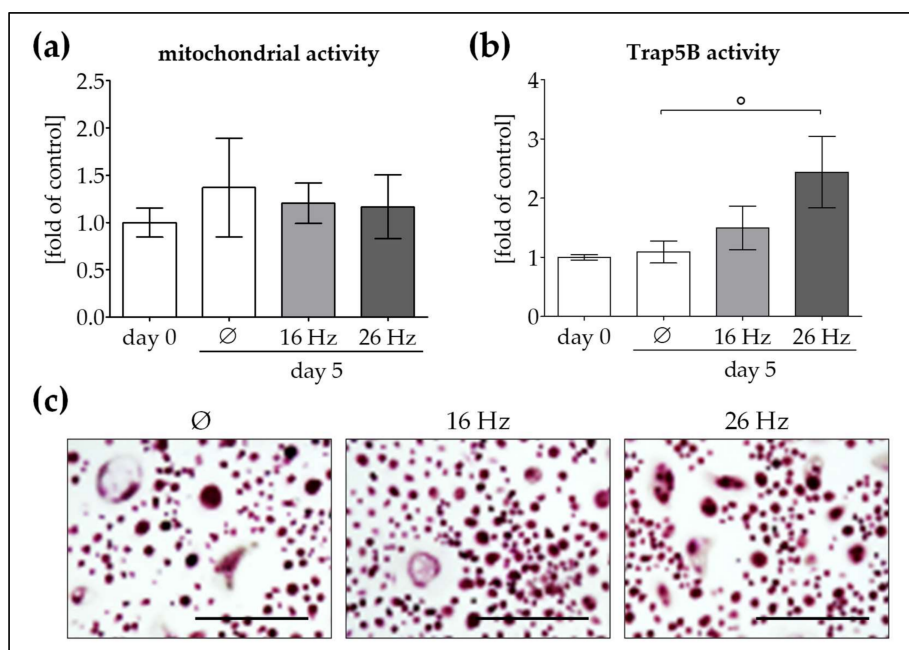 (a)
mitochondrial activity
[fold of control]
2.5
2.0
1.5
1.0
0.5
0.0
day 0
Ø
16 Hz
26 Hz
day 5
(b)
Trap5B activity
[fold of control]
4
3
2
1
0
day 0
Ø
16 Hz
26 Hz
day 5
(c)
Ø
16 Hz
26 Hz